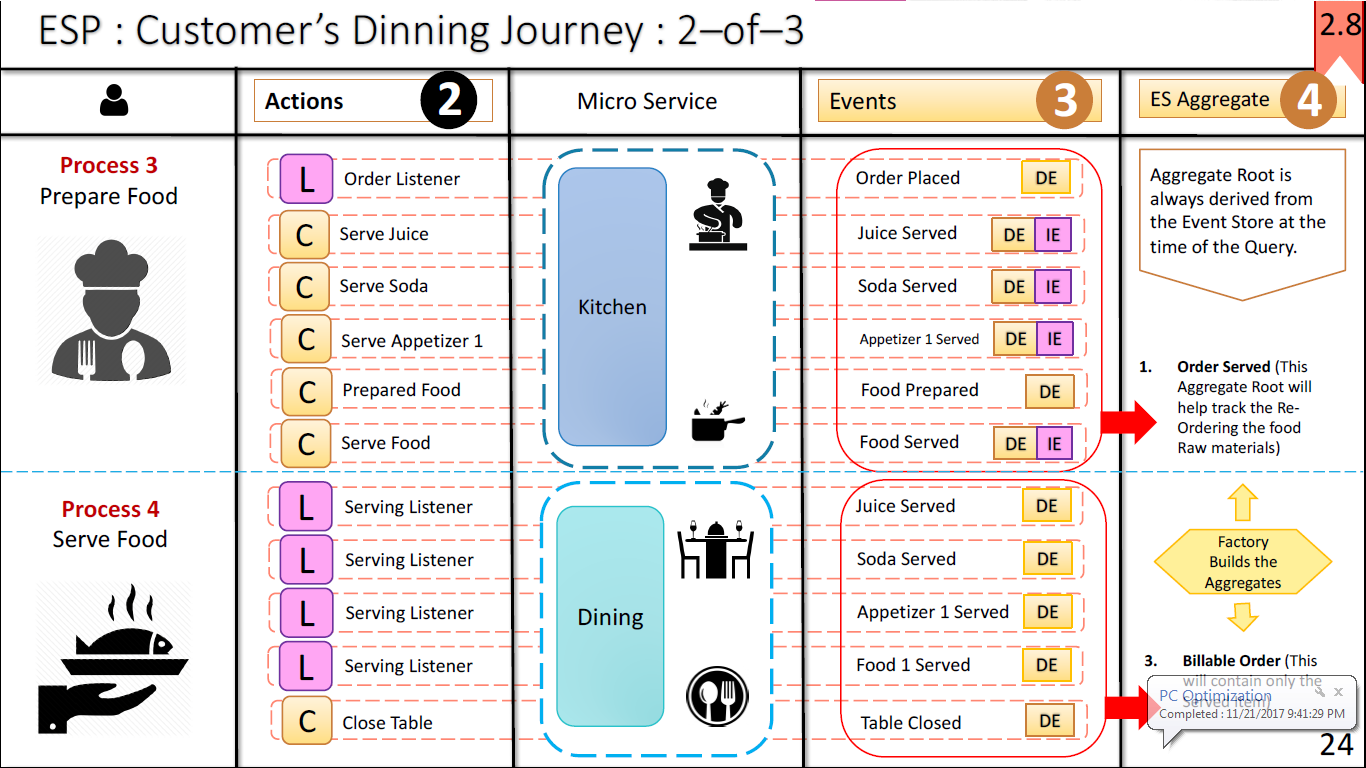 ESP : Customer's Dinning Journey : 2–of–3
2.8
Actions
2
Micro Service
Events
3
ES Aggregate
4
Process 3
Prepare Food
L
Order Listener
C
Serve Juice
C
Serve Soda
C
Serve Appetizer 1
C
Prepared Food
C
Serve Food
Kitchen
Order Placed
DE
Juice Served
DE IE
Soda Served
DE IE
Appetizer 1 Served
DE IE
Food Prepared
DE
Food Served
DE IE
Aggregate Root is
always derived from
the Event Store at the
time of the Query.
1. Order Served (This
Aggregate Root will
help track the Re-
Ordering the food
Raw materials)
Process 4
Serve Food
L
Serving Listener
L
Serving Listener
L
Serving Listener
L
Serving Listener
C
Close Table
Dining
Juice Served
DE
Soda Served
DE
Appetizer 1 Served
DE
Food 1 Served
DE
Table Closed
DE
Factory
Builds the
Aggregates
3. Billable Order (This
will contain only the
Served item)
PC Optimization
Completed : 11/21/2017 9:41:29 PM
24